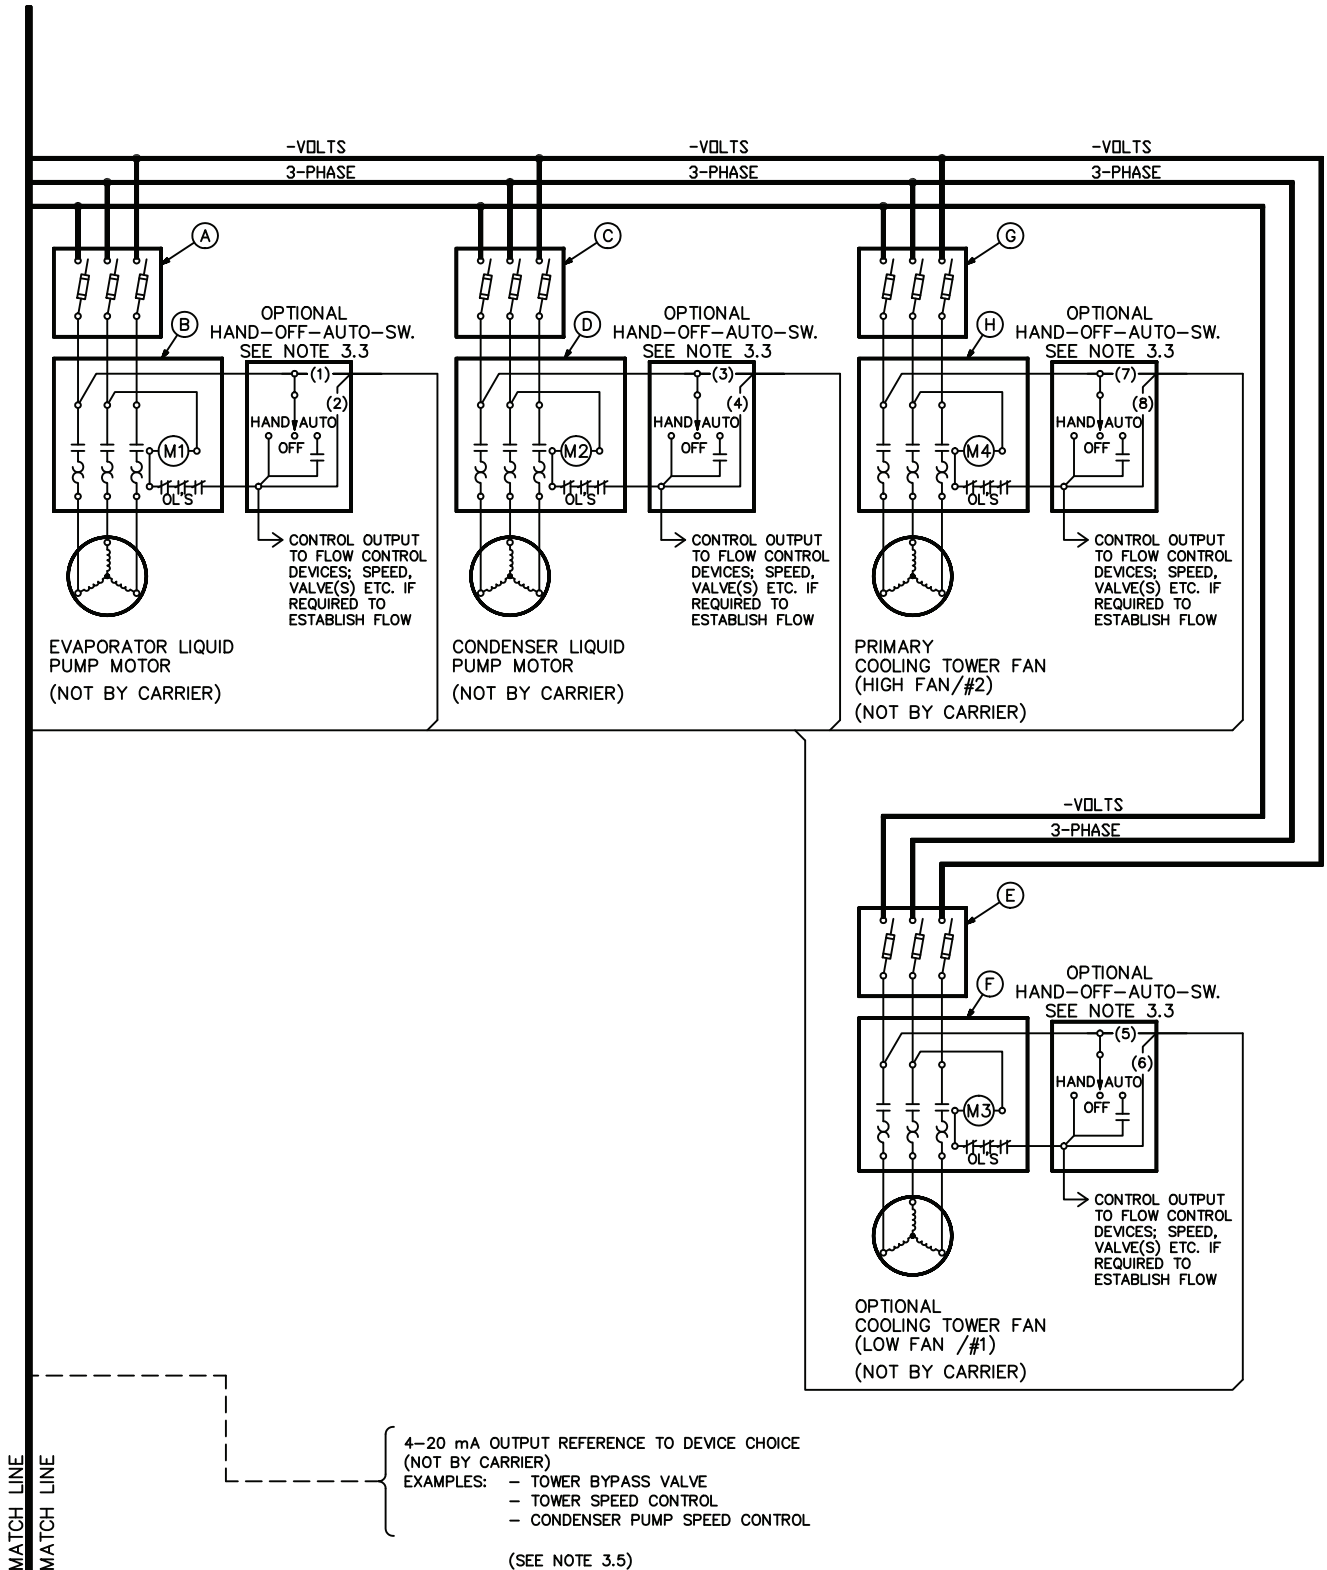 -VOLTS
3-PHASE
-VOLTS
3-PHASE
-VOLTS
3-PHASE
A
B
OPTIONAL
HAND-OFF-AUTO-SW.
SEE NOTE 3.3
(1)
(2)
HAND AUTO
OFF
M1
OL'S
CONTROL OUTPUT
TO FLOW CONTROL
DEVICES; SPEED,
VALVE(S) ETC. IF
REQUIRED TO
ESTABLISH FLOW
EVAPORATOR LIQUID
PUMP MOTOR
(NOT BY CARRIER)
C
D
OPTIONAL
HAND-OFF-AUTO-SW.
SEE NOTE 3.3
(3)
(4)
HAND AUTO
OFF
M2
OL'S
CONTROL OUTPUT
TO FLOW CONTROL
DEVICES; SPEED,
VALVE(S) ETC. IF
REQUIRED TO
ESTABLISH FLOW
CONDENSER LIQUID
PUMP MOTOR
(NOT BY CARRIER)
G
H
OPTIONAL
HAND-OFF-AUTO-SW.
SEE NOTE 3.3
(7)
(8)
HAND AUTO
OFF
M4
OL'S
CONTROL OUTPUT
TO FLOW CONTROL
DEVICES; SPEED,
VALVE(S) ETC. IF
REQUIRED TO
ESTABLISH FLOW
PRIMARY
COOLING TOWER FAN
(HIGH FAN/#2)
(NOT BY CARRIER)
-VOLTS
3-PHASE
E
F
OPTIONAL
HAND-OFF-AUTO-SW.
SEE NOTE 3.3
(5)
(6)
HAND AUTO
OFF
M3
OL'S
CONTROL OUTPUT
TO FLOW CONTROL
DEVICES; SPEED,
VALVE(S) ETC. IF
REQUIRED TO
ESTABLISH FLOW
OPTIONAL
COOLING TOWER FAN
(LOW FAN /#1)
(NOT BY CARRIER)
4-20 mA OUTPUT REFERENCE TO DEVICE CHOICE
(NOT BY CARRIER)
EXAMPLES: - TOWER BYPASS VALVE
- TOWER SPEED CONTROL
- CONDENSER PUMP SPEED CONTROL
(SEE NOTE 3.5)
MATCH LINE
MATCH LINE